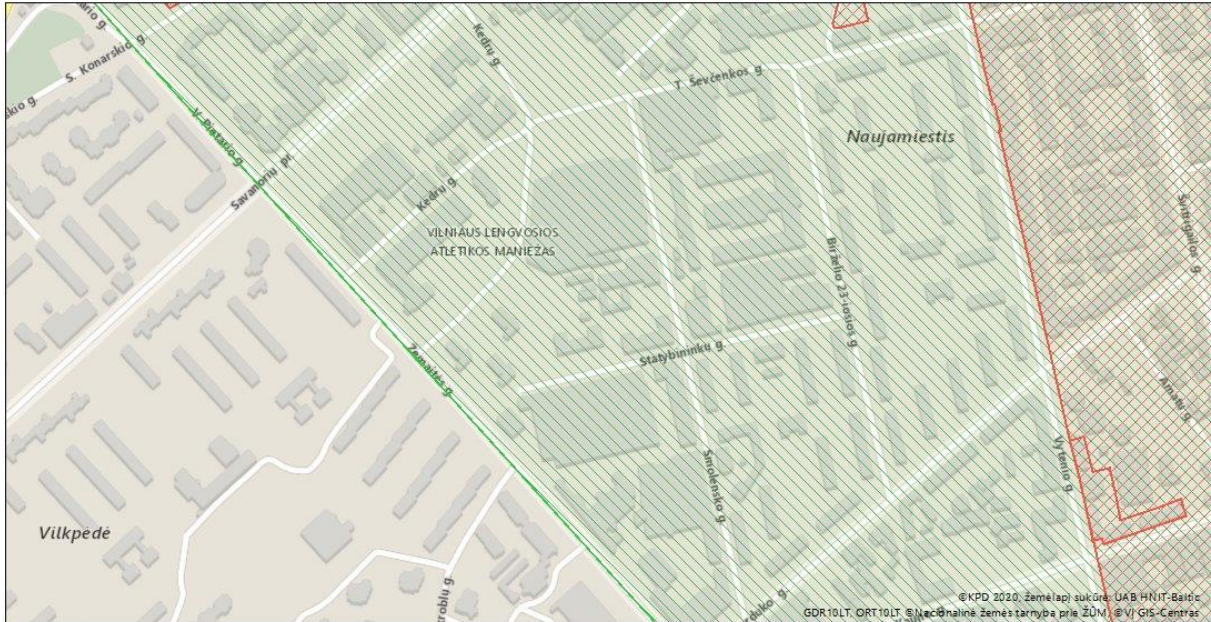 S. Konarskio g.
V. Pietario g.
Savanorių pr.
Kedrų g.
Kedrų g.
T. Ševčenkos g.
Naujamiestis
VILNIAUS LENGVOSIOS
ATLETIKOS MANIEŽAS
Birželio 23-iosios g.
Švitrigailos g.
Statybininkų g.
Žemaitės g.
Smolensko g.
Vytenio g.
Amatų g.
Vilkpėdė
©KPD 2020, žemėlapį sukūrė: UAB HNIT-Baltic
GDR10LT, ORT10LT ©Nacionalinė žemės tarnyba prie ŽŪM, ©VĮ GIS-Centras